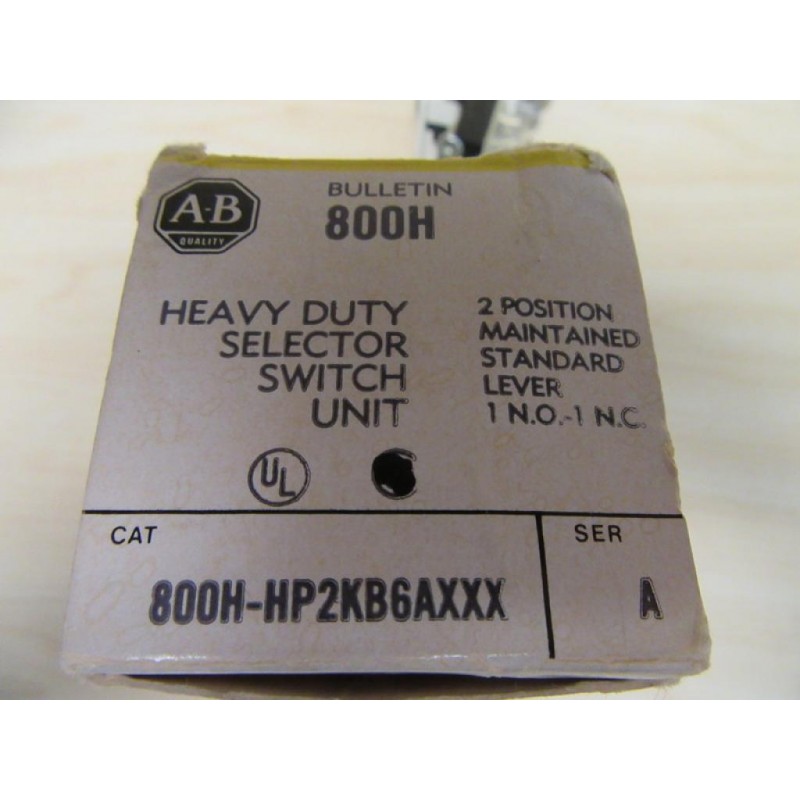 A-B
QUALITY
BULLETIN
800H
HEAVY DUTY
SELECTOR
SWITCH
UNIT
2 POSITION
MAINTAINED
STANDARD
LEVER
1 N.O.-1 N.C.
UL
CAT
800H-HP2KB6AXXX
SER
A